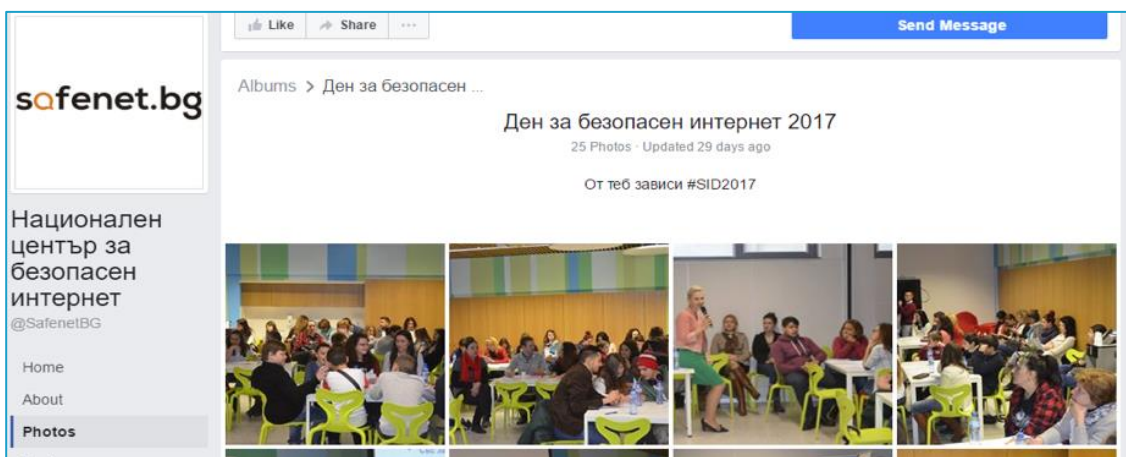 Like
Share
Send Message
safenet.bg
Национален
център за
безопасен
интернет
@SafenetBG
Home
About
Photos
Albums > Ден за безопасен ...
Ден за безопасен интернет 2017
25 Photos · Updated 29 days ago
От теб зависи #SID2017